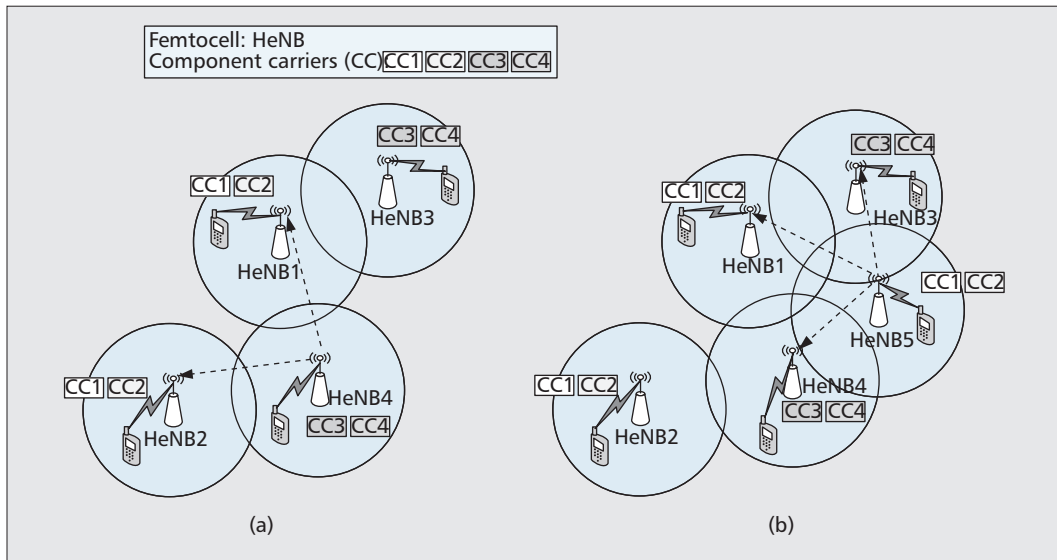 Femtocell: HeNB
Component carriers (CC): CC1 CC2 CC3 CC4
CC3 CC4
HeNB3
CC1 CC2
HeNB1
CC1 CC2
HeNB2
HeNB4
CC3 CC4
(a)
CC3 CC4
HeNB3
CC1 CC2
HeNB1
CC1 CC2
HeNB5
CC1 CC2
HeNB2
HeNB4
CC3 CC4
(b)